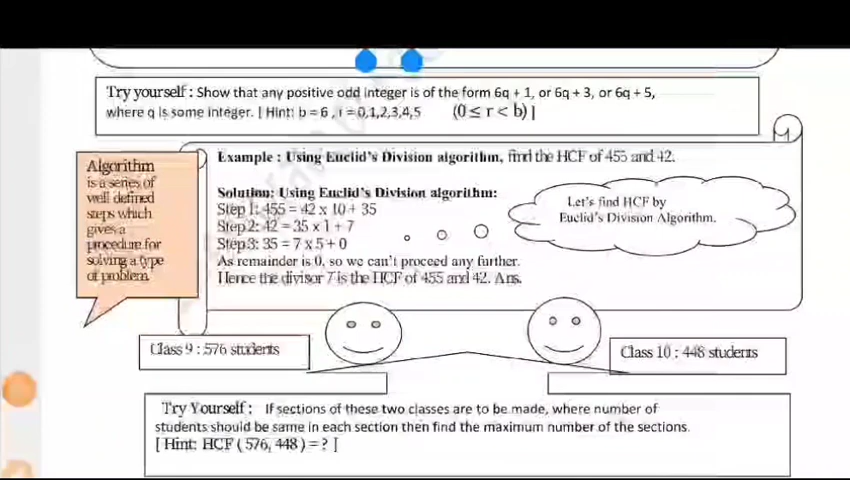 Try yourself : Show that any positive odd integer is of the form 6q + 1, or 6q + 3, or 6q + 5,
where q is some integer. [ Hint: b = 6 , r = 0,1,2,3,4,5 (0 ≤ r < b) ]
Algorithm
is a series of
well defined
steps which
gives a
procedure for
solving a type
of problem.
Example : Using Euclid's Division algorithm, find the HCF of 455 and 42.
Solution: Using Euclid's Division algorithm:
Step 1: 455 = 42 x 10 + 35
Step 2: 42 = 35 x 1 + 7
Step 3: 35 = 7 x 5 + 0
As remainder is 0, so we can't proceed any further.
Hence the divisor 7 is the HCF of 455 and 42. Ans.
Let's find HCF by
Euclid's Division Algorithm.
Class 9 : 576 students
Class 10 : 448 students
Try Yourself : If sections of these two classes are to be made, where number of
students should be same in each section then find the maximum number of the sections.
[ Hint: HCF ( 576, 448 ) = ? ]